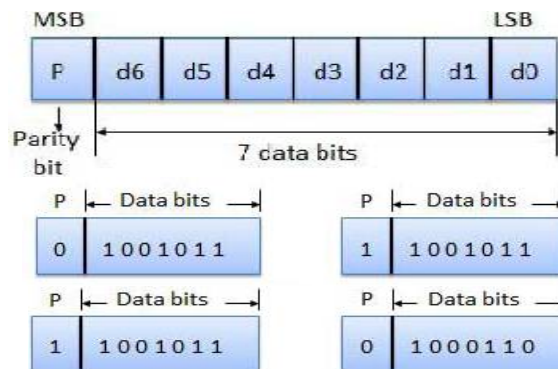 MSB LSB
P d6 d5 d4 d3 d2 d1 d0
Parity bit
7 data bits
P Data bits P Data bits
0 1001011 1 1001011
P Data bits P Data bits
1 1001011 0 1000110